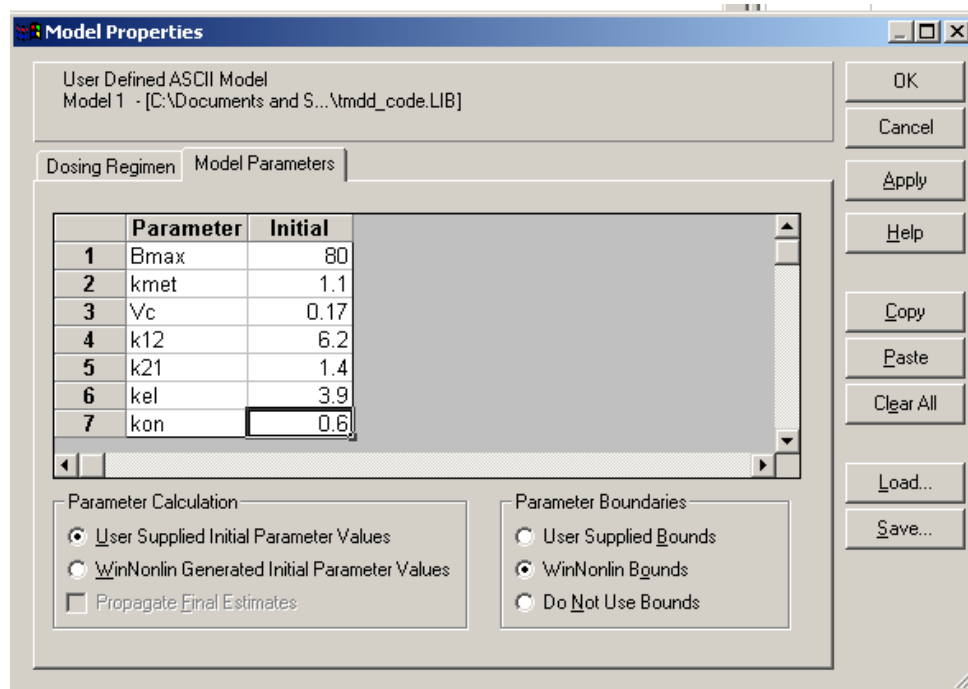 Model Properties
User Defined ASCII Model
Model 1 - [C:\Documents and S...\tmdd_code.LIB]
OK
Cancel
Dosing Regimen Model Parameters
Apply
Help
Parameter Initial
1 Bmax 80
2 kmet 1.1
3 Vc 0.17
4 k12 6.2
5 k21 1.4
6 kel 3.9
7 kon 0.6
Copy
Paste
Clear All
Load...
Save...
Parameter Calculation
User Supplied Initial Parameter Values
WinNonlin Generated Initial Parameter Values
Propagate Final Estimates
Parameter Boundaries
User Supplied Bounds
WinNonlin Bounds
Do Not Use Bounds